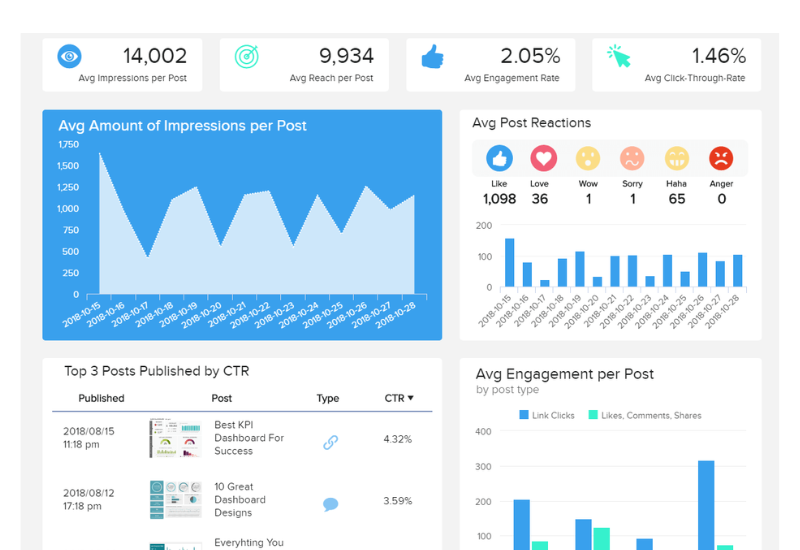 14,002
Avg Impressions per Post
9,934
Avg Reach per Post
2.05%
Avg Engagement Rate
1.46%
Avg Click-Through-Rate
Avg Amount of Impressions per Post
1,750
1,500
1,250
1,000
750
500
250
0
2018-10-15
2018-10-16
2018-10-17
2018-10-18
2018-10-19
2018-10-20
2018-10-21
2018-10-22
2018-10-23
2018-10-24
2018-10-25
2018-10-26
2018-10-27
2018-10-28
Avg Post Reactions
Like Love Wow Sorry Haha Anger
1,098 36 1 1 65 0
200
100
0
2018-10-15
2018-10-16
2018-10-17
2018-10-18
2018-10-19
2018-10-20
2018-10-21
2018-10-22
2018-10-23
2018-10-24
2018-10-25
2018-10-26
2018-10-27
2018-10-28
Top 3 Posts Published by CTR
Published Post Type CTR ▼
2018/08/15
11:18 pm
Best KPI
Dashboard For
Success
4.32%
2018/08/12
17:18 pm
10 Great
Dashboard
Designs
3.59%
Everyhting You
Avg Engagement per Post
by post type
Link Clicks Likes, Comments, Shares
400
300
200
100